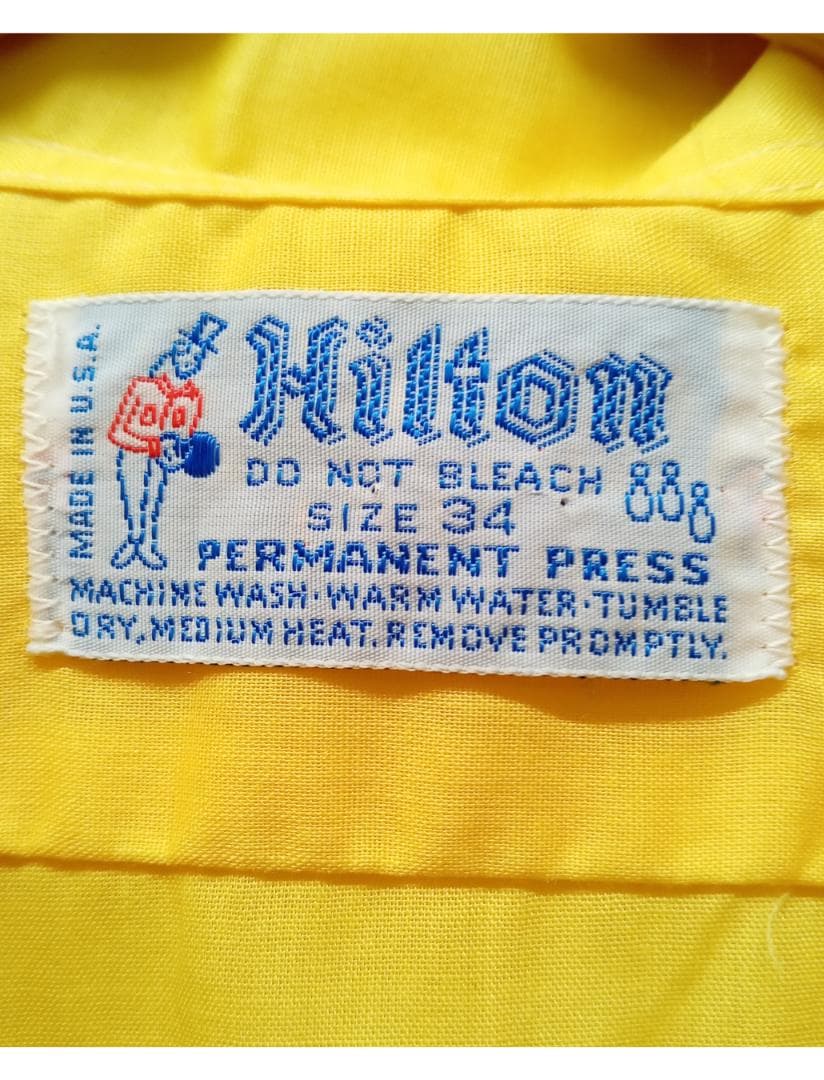 MADE IN U.S.A.
Hilton
DO NOT BLEACH
SIZE 34
PERMANENT PRESS
MACHINE WASH·WARM WATER·TUMBLE
DRY, MEDIUM HEAT. REMOVE PROMPTLY.